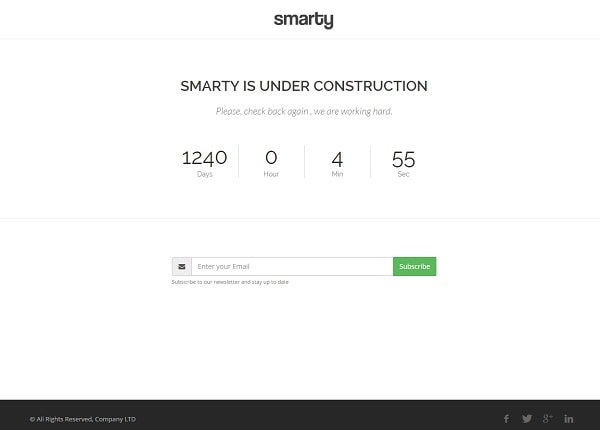 smarty
SMARTY IS UNDER CONSTRUCTION
Please, check back again , we are working hard.
1240 0 4 55
Days Hour Min Sec
Enter your Email Subscribe
Subscribe to our newsletter and stay up to date
© All Rights Reserved, Company LTD